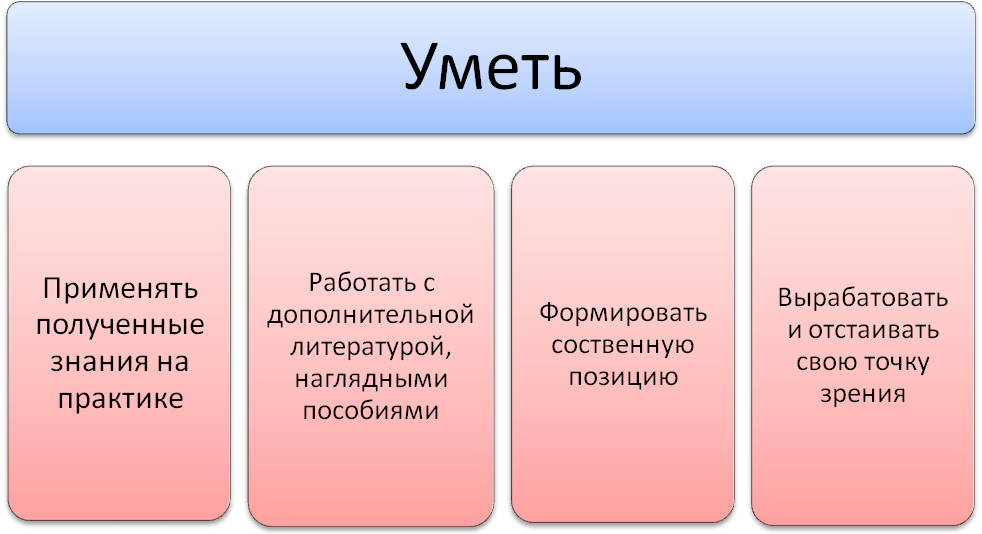 Уметь
Применять
полученные
знания на
практике
Работать с
дополнительной
литературой,
наглядными
пособиями
Формировать
соственную
позицию
Вырабатовать
и отстаивать
свою точку
зрения